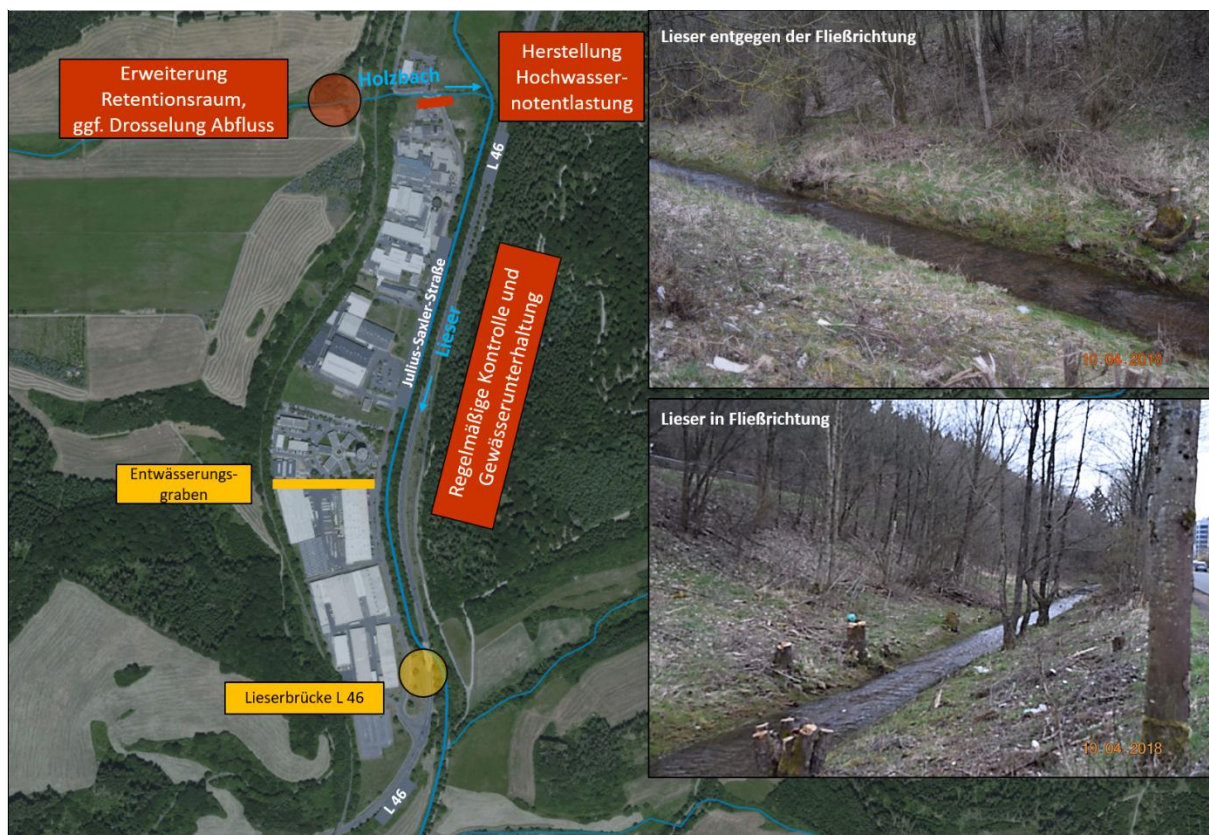 Erweiterung
Retentionsraum,
ggf. Drosselung Abfluss
Holzbach
Herstellung
Hochwasser-
notentlastung
L 46
Julius-Saxler-Straße
Lieser
Regelmäßige Kontrolle und
Gewässerunterhaltung
Entwässerungs-
graben
Lieserbrücke L 46
L 46
Lieser entgegen der Fließrichtung
10 04 2018
Lieser in Fließrichtung
10 04 2018